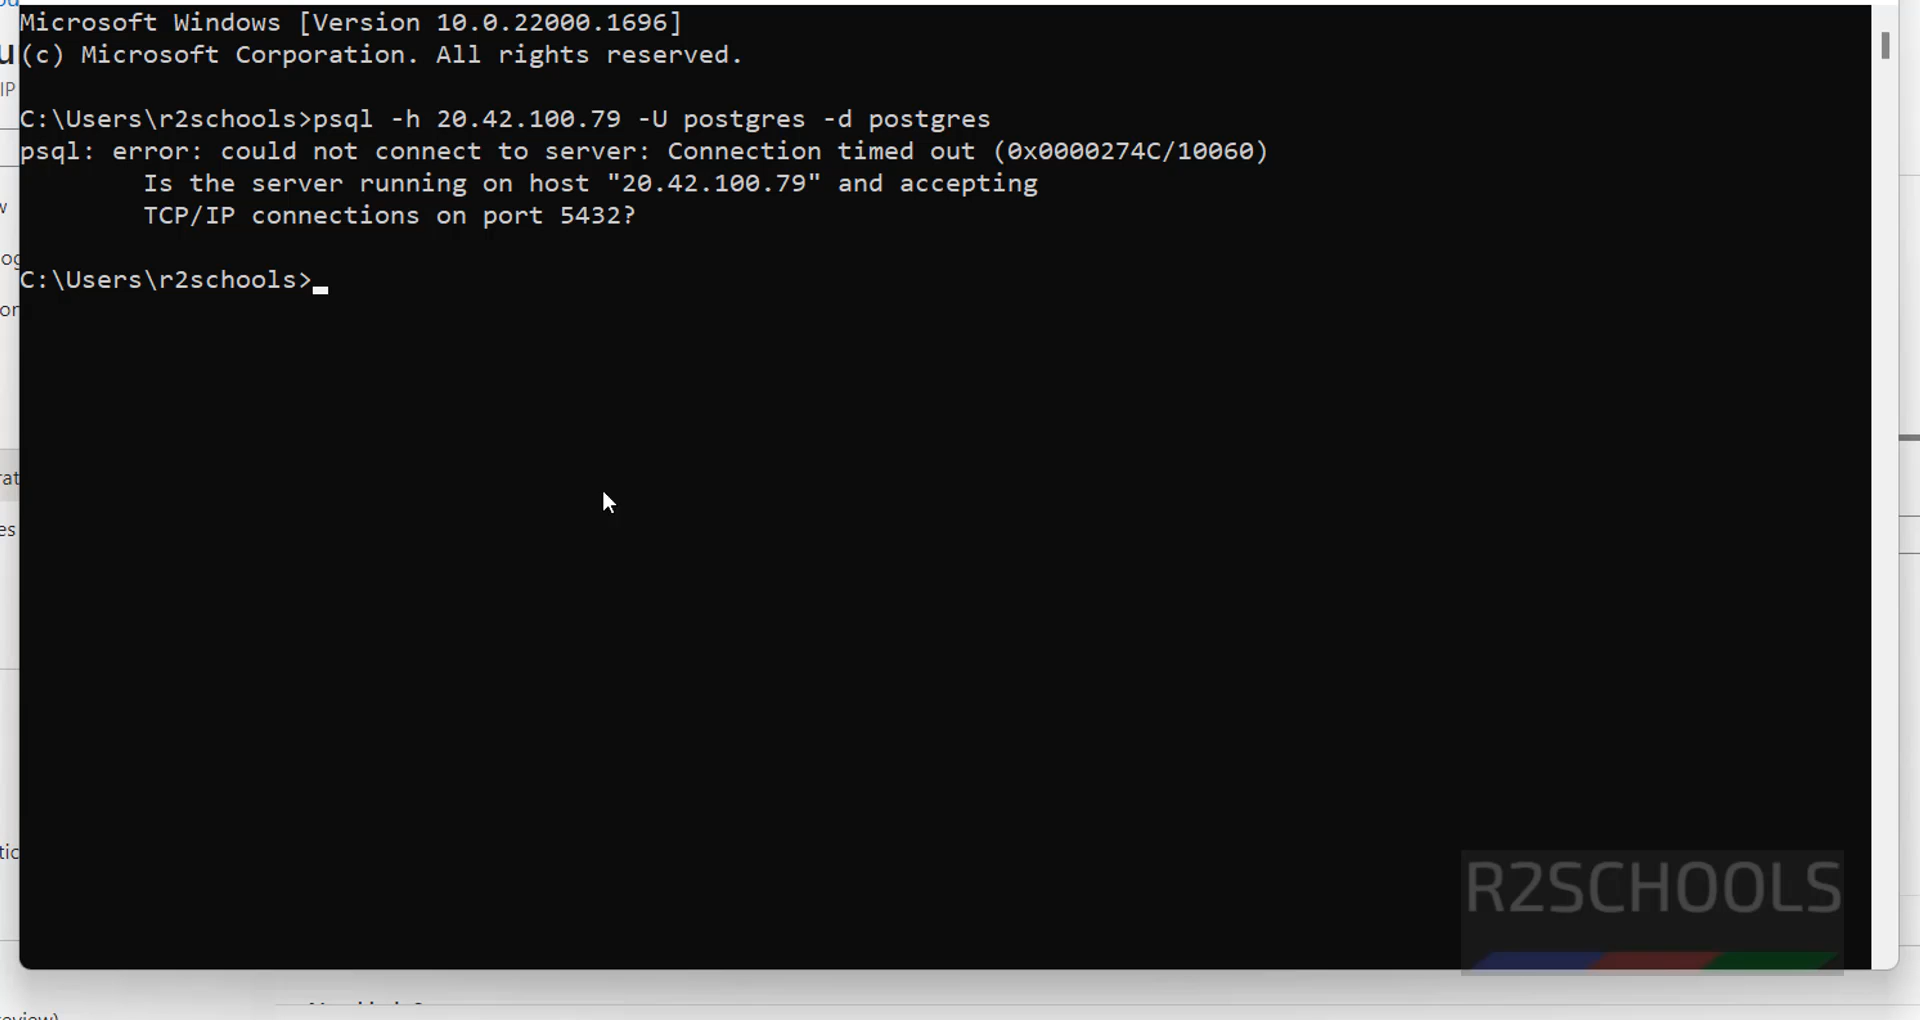 Microsoft Windows [Version 10.0.22000.1696]
(c) Microsoft Corporation. All rights reserved.
IP
C:\Users\r2schools>psql -h 20.42.100.79 -U postgres -d postgres
psql: error: could not connect to server: Connection timed out (0x0000274C/10060)
Is the server running on host "20.42.100.79" and accepting
TCP/IP connections on port 5432?
C:\Users\r2schools>
R2SCHOOLS